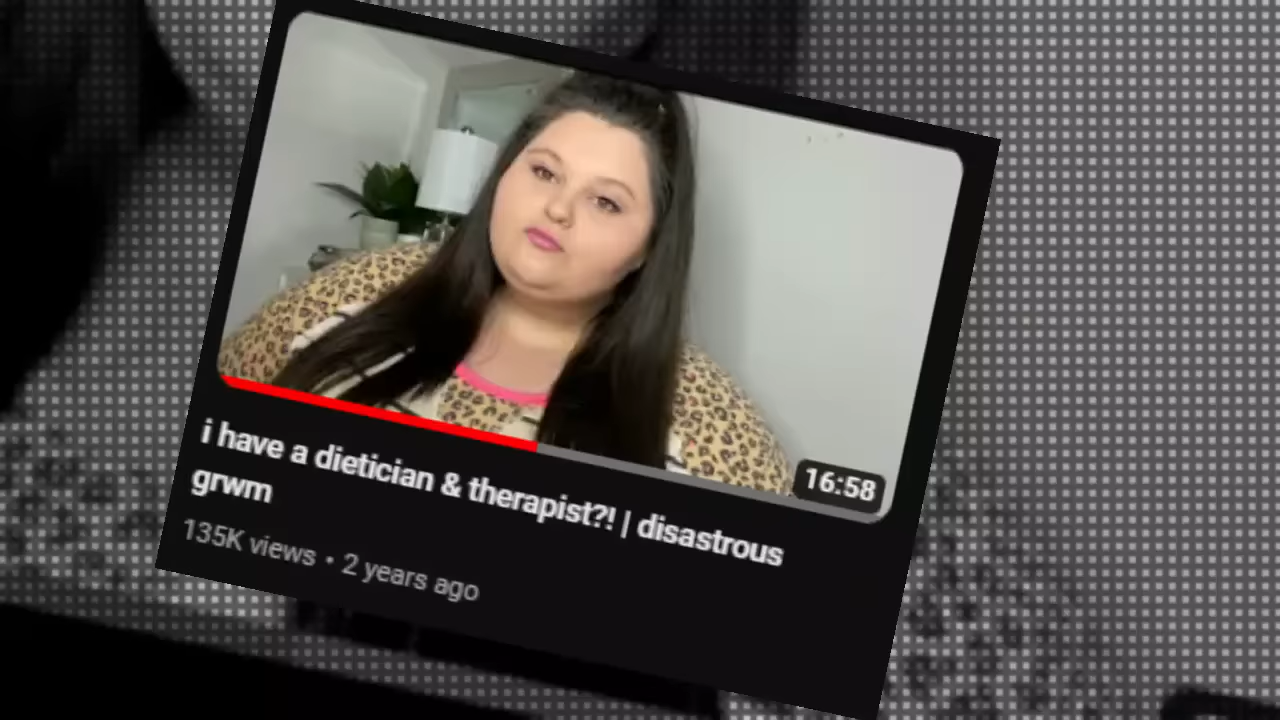 16:58
i have a dietician & therapist?! | disastrous
grwm
135K views • 2 years ago